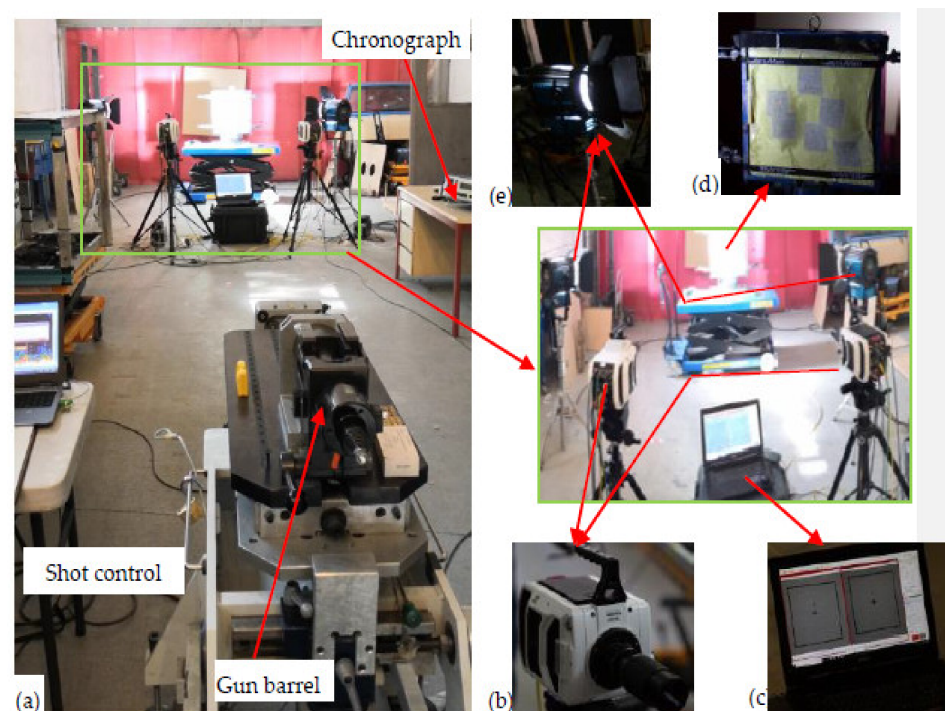 Chronograph
(e)
(d)
Shot control
Gun barrel
(a)
(b)
(c)